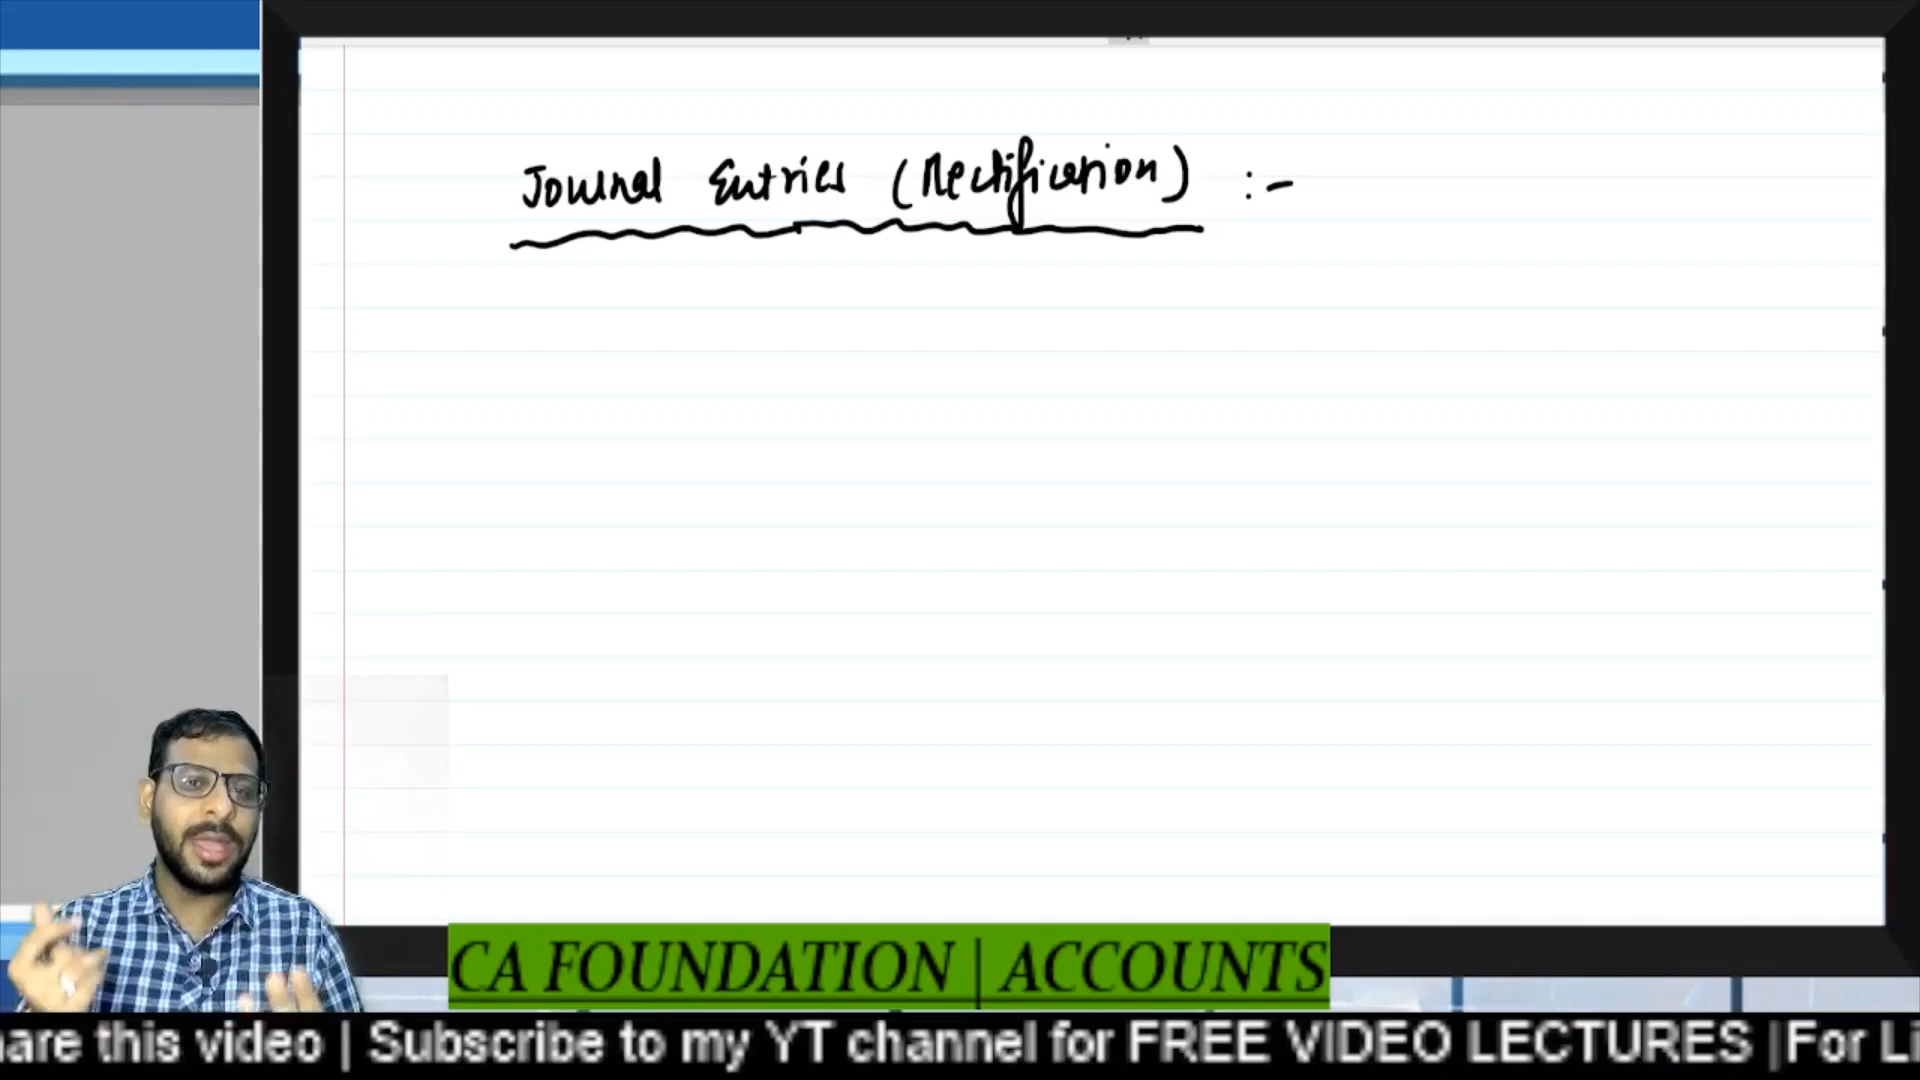 Journal Entries (Rectification) :-
CA FOUNDATION | ACCOUNTS
are this video | Subscribe to my YT channel for FREE VIDEO LECTURES | For Li